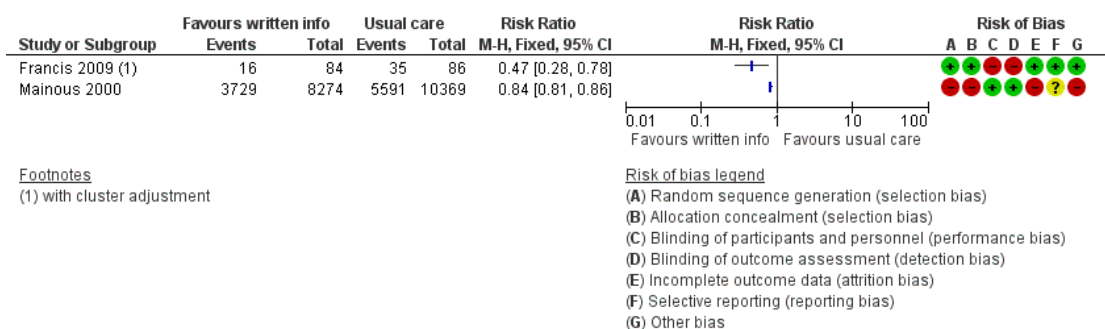 Favours written info Usual care Risk Ratio Risk Ratio Risk of Bias
Study or Subgroup Events Total Events Total M-H, Fixed, 95% CI M-H, Fixed, 95% CI A B C D E F G
Francis 2009 (1) 16 84 35 86 0.47 [0.28, 0.78] + + - - + + +
Mainous 2000 3729 8274 5591 10369 0.84 [0.81, 0.86] - - + + - ? -
0.01 0.1 1 10 100
Favours written info Favours usual care
Footnotes
(1) with cluster adjustment
Risk of bias legend
(A) Random sequence generation (selection bias)
(B) Allocation concealment (selection bias)
(C) Blinding of participants and personnel (performance bias)
(D) Blinding of outcome assessment (detection bias)
(E) Incomplete outcome data (attrition bias)
(F) Selective reporting (reporting bias)
(G) Other bias